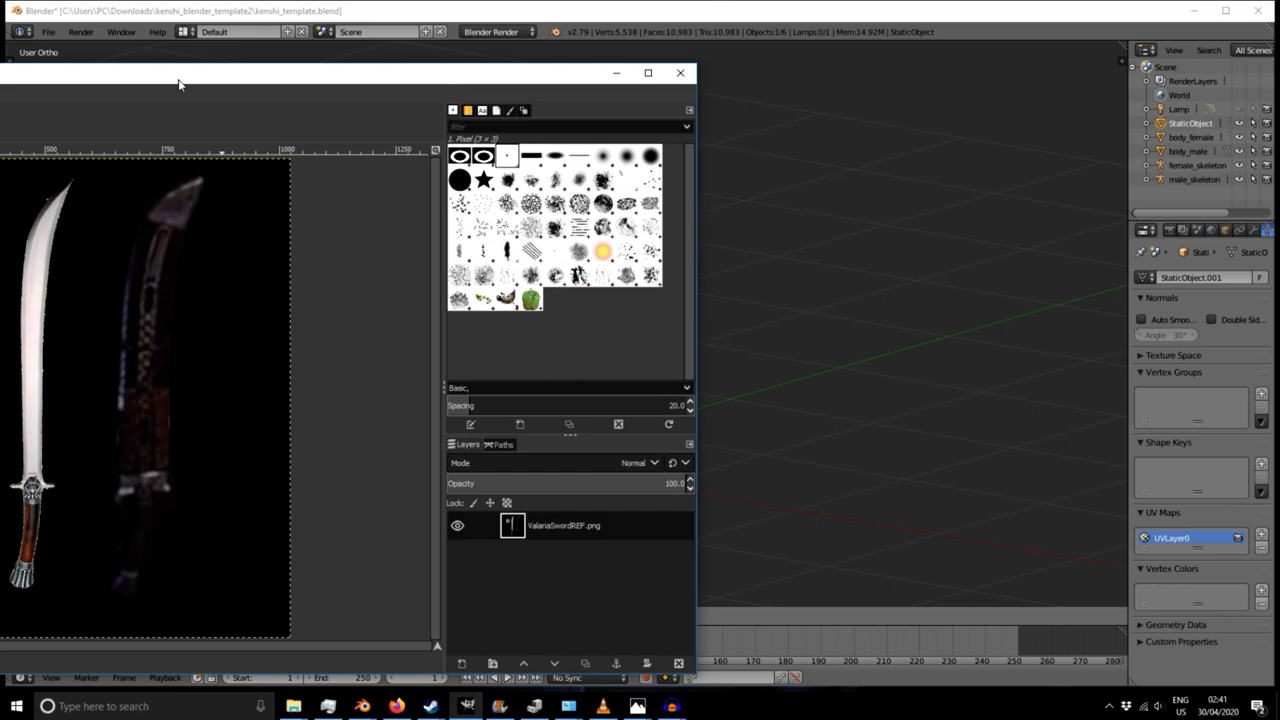 Blender* [C:\Users\PC\Downloads\kenshi_blender_template2\kenshi_template.blend]
File Render Window Help Default Scene Blender Render v2.79 | Verts:5,538 | Faces:10,983 | Tris:10,983 | Objects:1/6 | Lamps:0/1 | Mem:14.92M | StaticObject
User Ortho
View Search All Scenes
Scene
RenderLayers
World
Lamp
StaticObject
body_female
body_male
female_skeleton
male_skeleton
filter
1. Pixel (3 × 3)
500 750 1000 1250
Basic,
Spacing 20.0
Layers Paths
Mode Normal
Opacity 100.0
Lock:
ValariaSwordREF.png
Stati StaticO
StaticObject.001 F
Normals
Auto Smoo... Double Sid...
Angle: 30°
Texture Space
Vertex Groups
Shape Keys
UV Maps
UVLayer0
Vertex Colors
Geometry Data
Custom Properties
160 170 180 190 200 210 220 230 240 250 260 270 280
View Marker Frame Playback Start: 1 End: 250 1 No Sync
Type here to search
ENG 02:41
US 30/04/2020
2